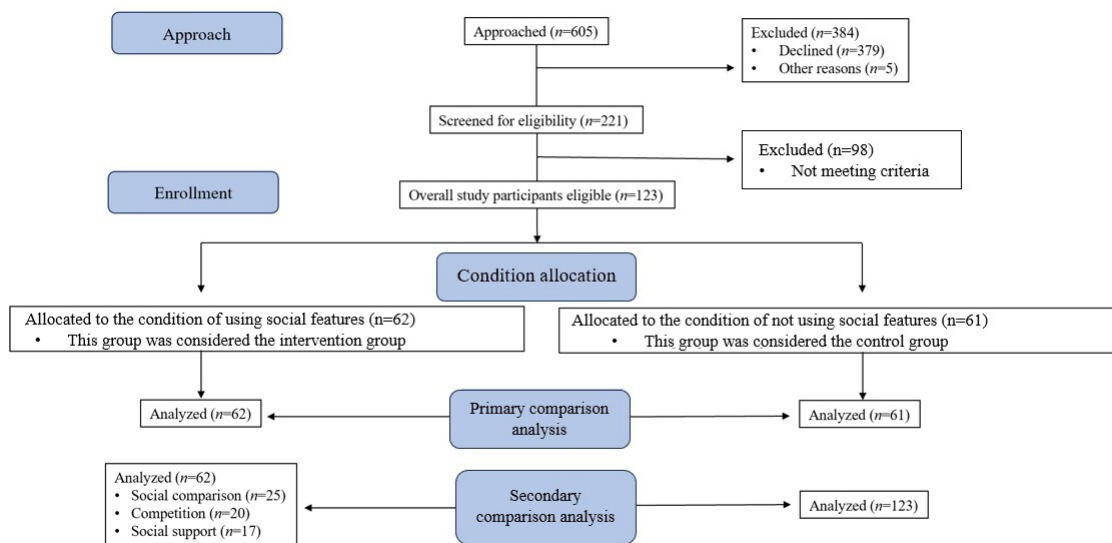 Approach
Approached (n=605)
Excluded (n=384)
• Declined (n=379)
• Other reasons (n=5)
Screened for eligibility (n=221)
Excluded (n=98)
• Not meeting criteria
Enrollment
Overall study participants eligible (n=123)
Condition allocation
Allocated to the condition of using social features (n=62)
• This group was considered the intervention group
Allocated to the condition of not using social features (n=61)
• This group was considered the control group
Analyzed (n=62)
Primary comparison
analysis
Analyzed (n=61)
Analyzed (n=62)
• Social comparison (n=25)
• Competition (n=20)
• Social support (n=17)
Secondary
comparison analysis
Analyzed (n=123)